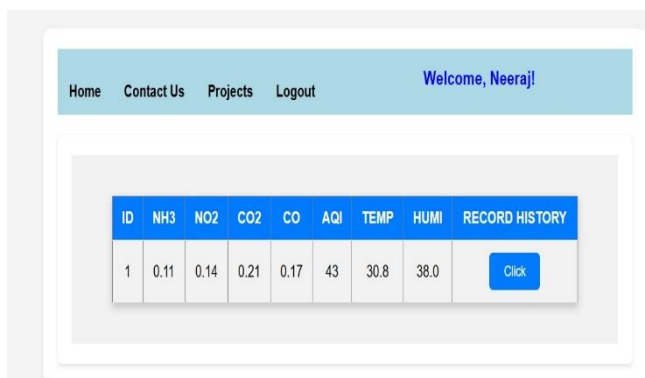 Welcome, Neeraj!
Home Contact Us Projects Logout
ID NH3 NO2 CO2 CO AQI TEMP HUMI RECORD HISTORY
1 0.11 0.14 0.21 0.17 43 30.8 38.0 Click